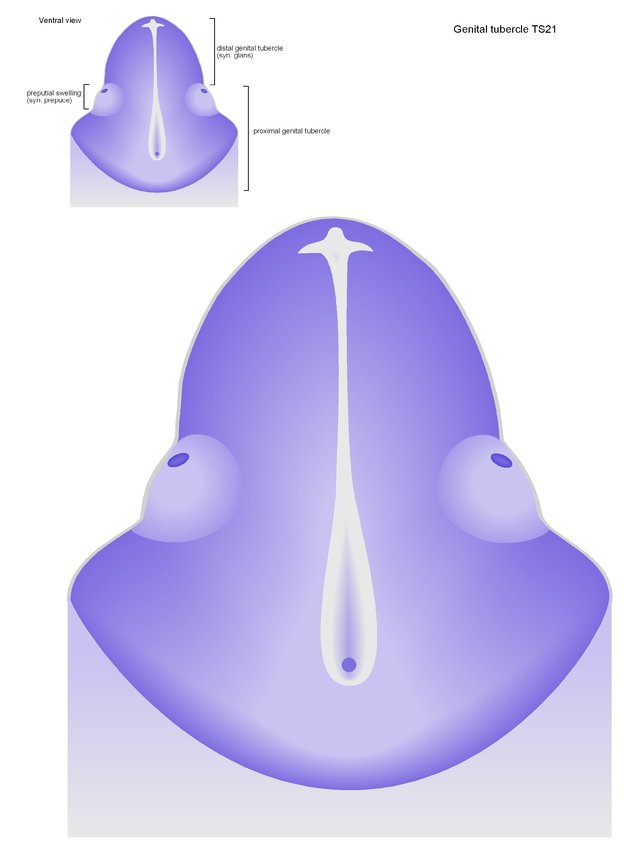 Ventral view
Genital tubercle TS21
distal genital tubercle
(syn: glans)
preputial swelling
(syn: prepuce)
proximal genital tubercle